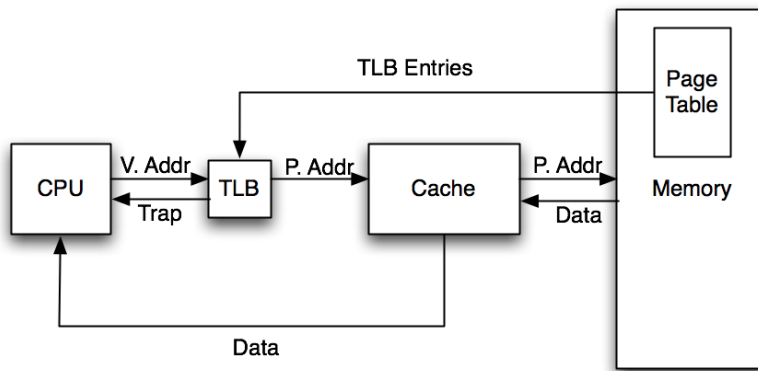 TLB Entries
Page
Table
V. Addr
P. Addr
P. Addr
CPU
TLB
Cache
Memory
Trap
Data
Data